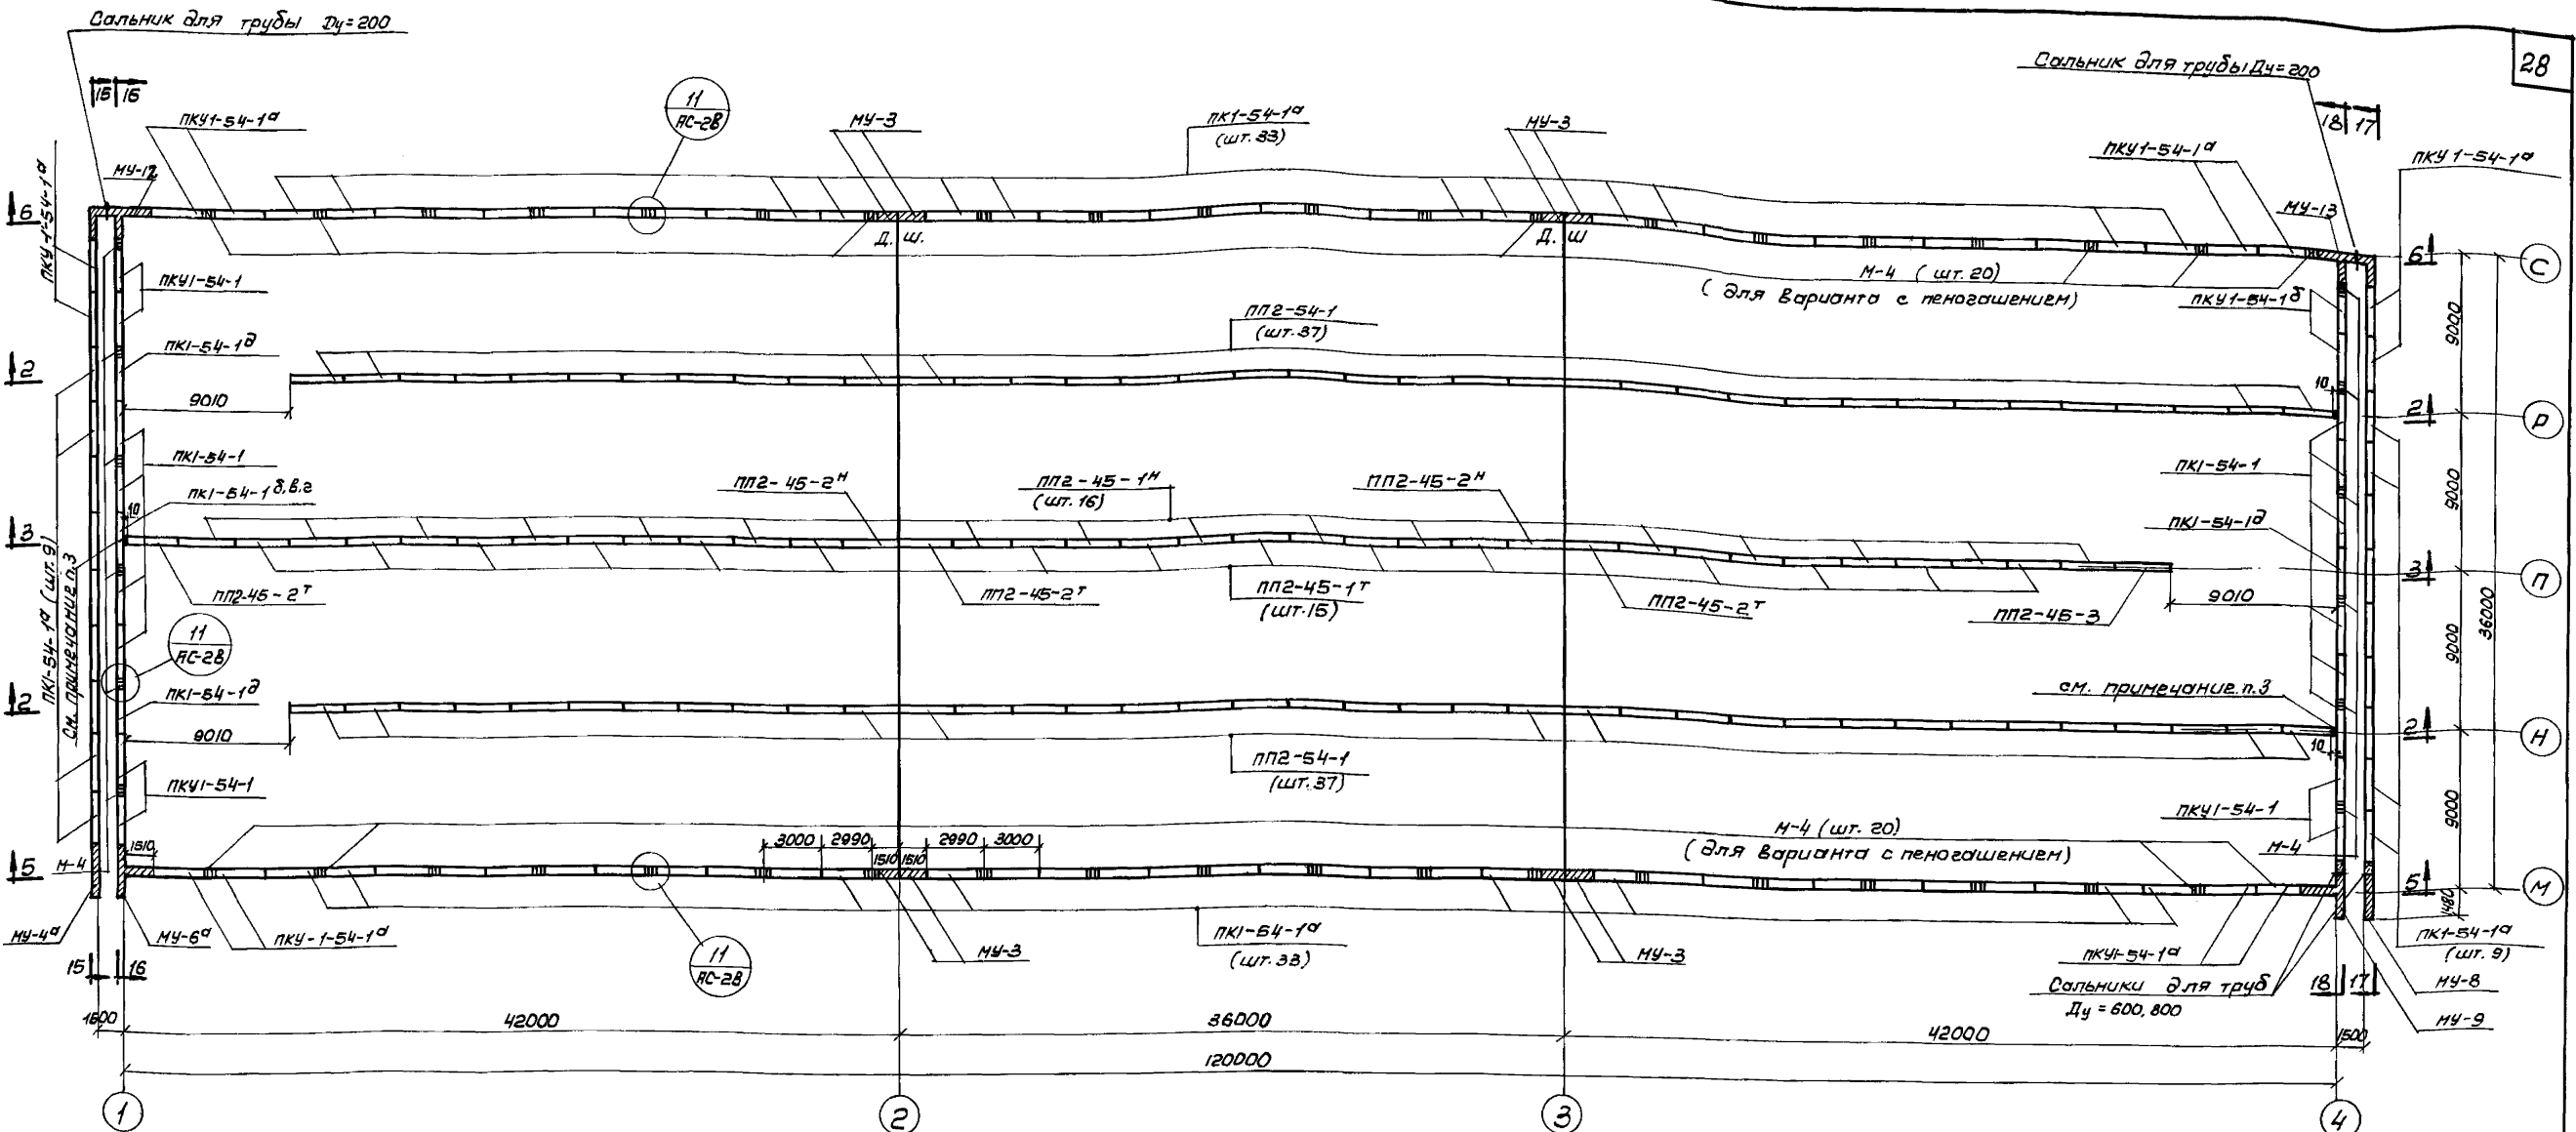 Сальник для трубы Ду=200
28
Сальник для трубы Ду=200
15 16
ПКУ1-54-1а
11
АС-28
МУ-3
ПК1-54-1а
(шт. 33)
МУ-3
18 17
ПКУ1-54-1а
ПКУ 1-54-1а
МУ-12
ПКУ-1-54-1а
МУ-13
6
Д. Ш.
Д. Ш
6
С
М-4 (шт. 20)
(для варианта с пеногашением)
ПКУ1-54-1
ПКУ1-54-1б
ПП2-54-1
(шт. 37)
9000
ПК1-54-1д
2
9010
10
2
Р
ПК1-54-1
ПК1-54-1б,в,г
ПП2-45-2н
ПП2-45-1н
(шт. 16)
ПП2-45-2н
ПК1-54-1
9000
10
ПК1-54-1д
3
3
П
ПК1-54-1а (шт. 9)
см. примечание п.3
ПП2-45-2т
ПП2-45-2т
ПП2-45-1т
(шт. 15)
ПП2-45-2т
ПП2-45-3
9010
36000
9000
11
АС-28
ПК1-54-1д
см. примечание п.3
2
9010
2
Н
10
ПП2-54-1
(шт. 37)
ПКУ1-54-1
ПКУ1-54-1
9000
М-4 (шт. 20)
(для варианта с пеногашением)
3000 2990 2990 3000
1510
1510 1510
М-4
М-4
5
5
М
1480
МУ-4а
МУ-6а
ПКУ-1-54-1а
11
АС-28
МУ-3
ПК1-54-1а
(шт. 33)
МУ-3
ПКУ1-54-1а
ПК1-54-1а
(шт. 9)
15 16
Сальники для труб
Ду = 600, 800
18 17
МУ-8
МУ-9
1500
42000
36000
42000
1500
120000
1
2
3
4